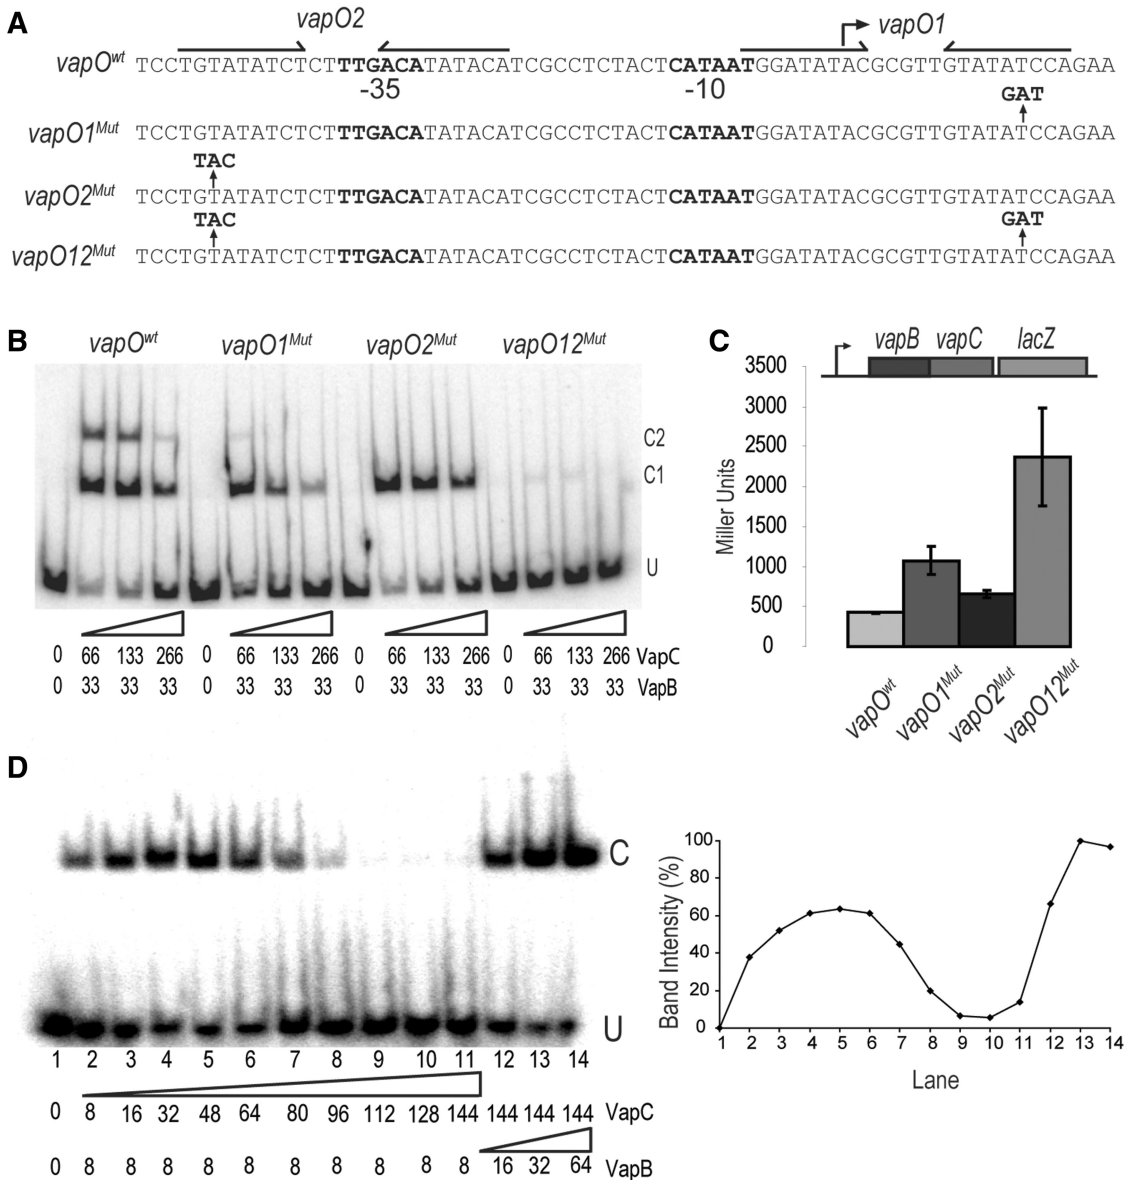 A
vapO2
vapO1
vapOwt TCCTGTATATCTCTTTGACATATACATCGCCTCTACTCATAATGGATATACGCGTTGTATATCCAGAA
-35
-10
GAT
vapO1Mut TCCTGTATATCTCTTTGACATATACATCGCCTCTACTCATAATGGATATACGCGTTGTATATCCAGAA
TAC
vapO2Mut TCCTGTATATCTCTTTGACATATACATCGCCTCTACTCATAATGGATATACGCGTTGTATATCCAGAA
TAC GAT
vapO12Mut TCCTGTATATCTCTTTGACATATACATCGCCTCTACTCATAATGGATATACGCGTTGTATATCCAGAA
B
vapOwt vapO1Mut vapO2Mut vapO12Mut
C2
C1
U
0 66 133 266 0 66 133 266 0 66 133 266 0 66 133 266 VapC
0 33 33 33 0 33 33 33 0 33 33 33 0 33 33 33 VapB
C
vapB vapC lacZ
3500
3000
2500
2000
1500
1000
500
0
Miller Units
vapOwt
vapO1Mut
vapO2Mut
vapO12Mut
D
C
U
1 2 3 4 5 6 7 8 9 10 11 12 13 14
0 8 16 32 48 64 80 96 112 128 144 144 144 144 VapC
0 8 8 8 8 8 8 8 8 8 8 16 32 64 VapB
100
80
60
40
20
0
Band Intensity (%)
1 2 3 4 5 6 7 8 9 10 11 12 13 14
Lane